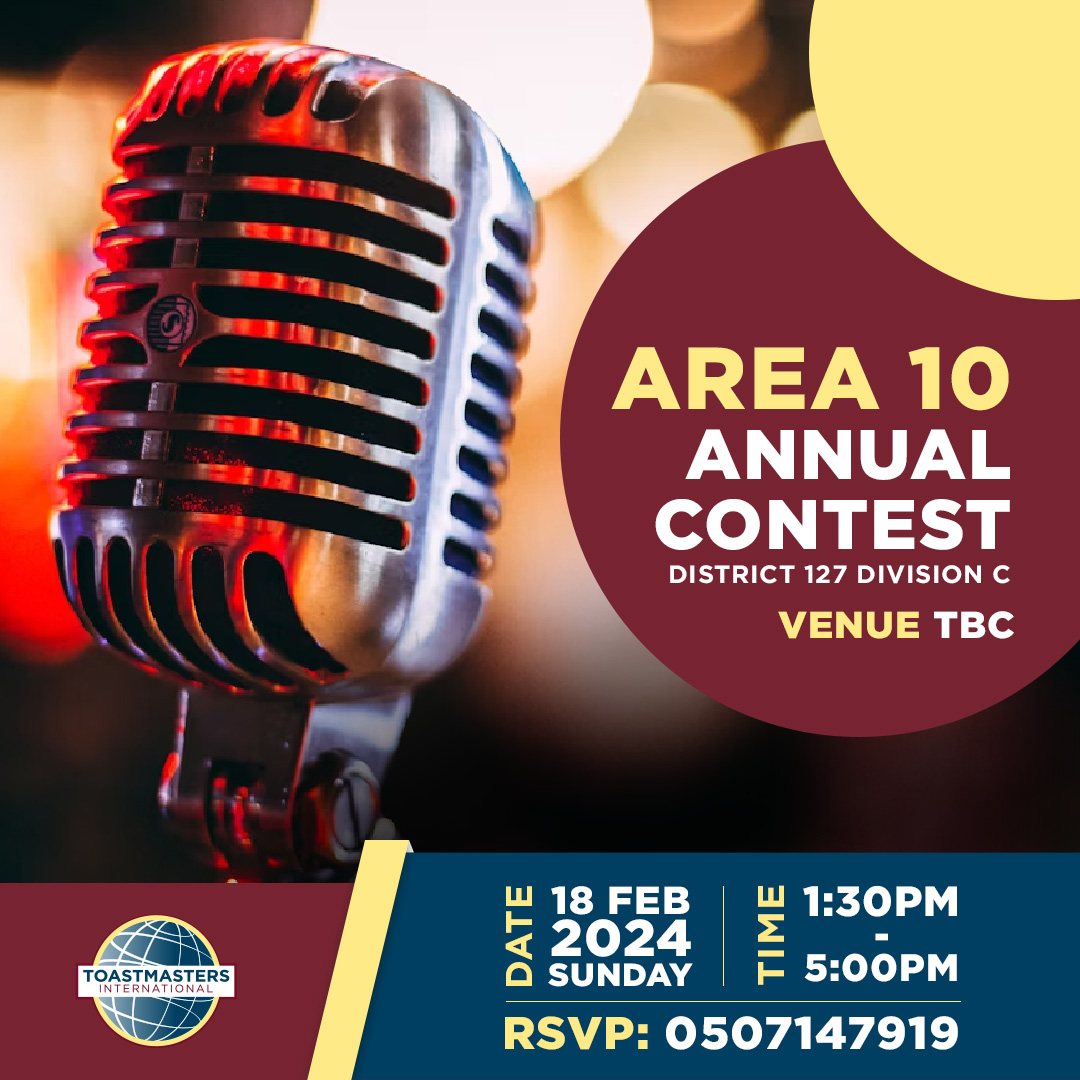 AREA 10
ANNUAL
CONTEST
DISTRICT 127 DIVISION C
VENUE TBC
DATE
18 FEB
2024
SUNDAY
TIME
1:30PM
-
5:00PM
RSVP: 0507147919
TOASTMASTERS
INTERNATIONAL